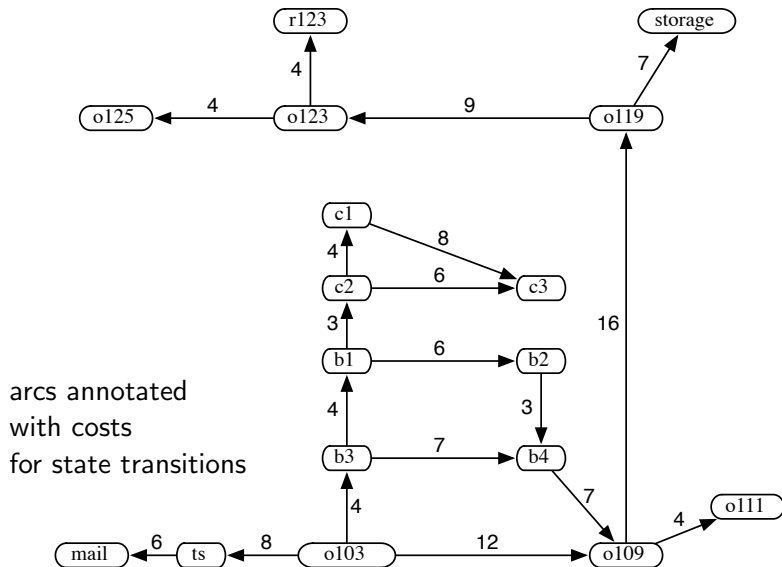 r123
storage
4
7
4
9
o125
o123
o119
c1
4
8
c2
6
c3
3
16
b1
6
b2
arcs annotated
4
3
with costs
for state transitions
b3
7
b4
4
7
4
o111
6
8
12
mail
ts
o103
o109